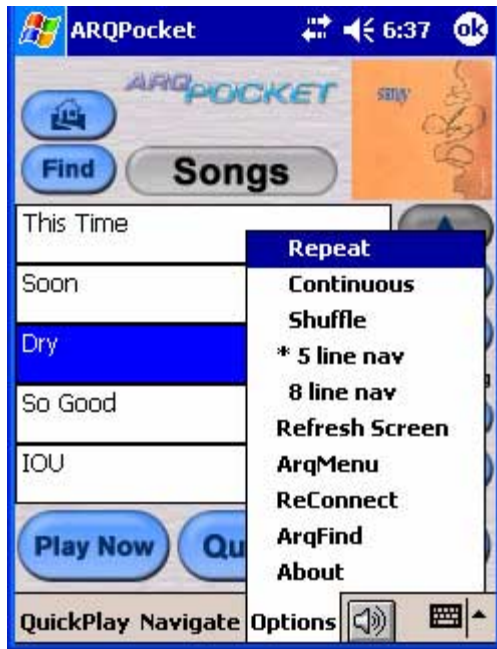 ARQPocket 6:37 ok
ARQPOCKET
Find Songs
This Time
Soon
Dry
So Good
IOU
Repeat
Continuous
Shuffle
* 5 line nav
8 line nav
Refresh Screen
ArqMenu
ReConnect
ArqFind
About
Play Now Qu
QuickPlay Navigate Options